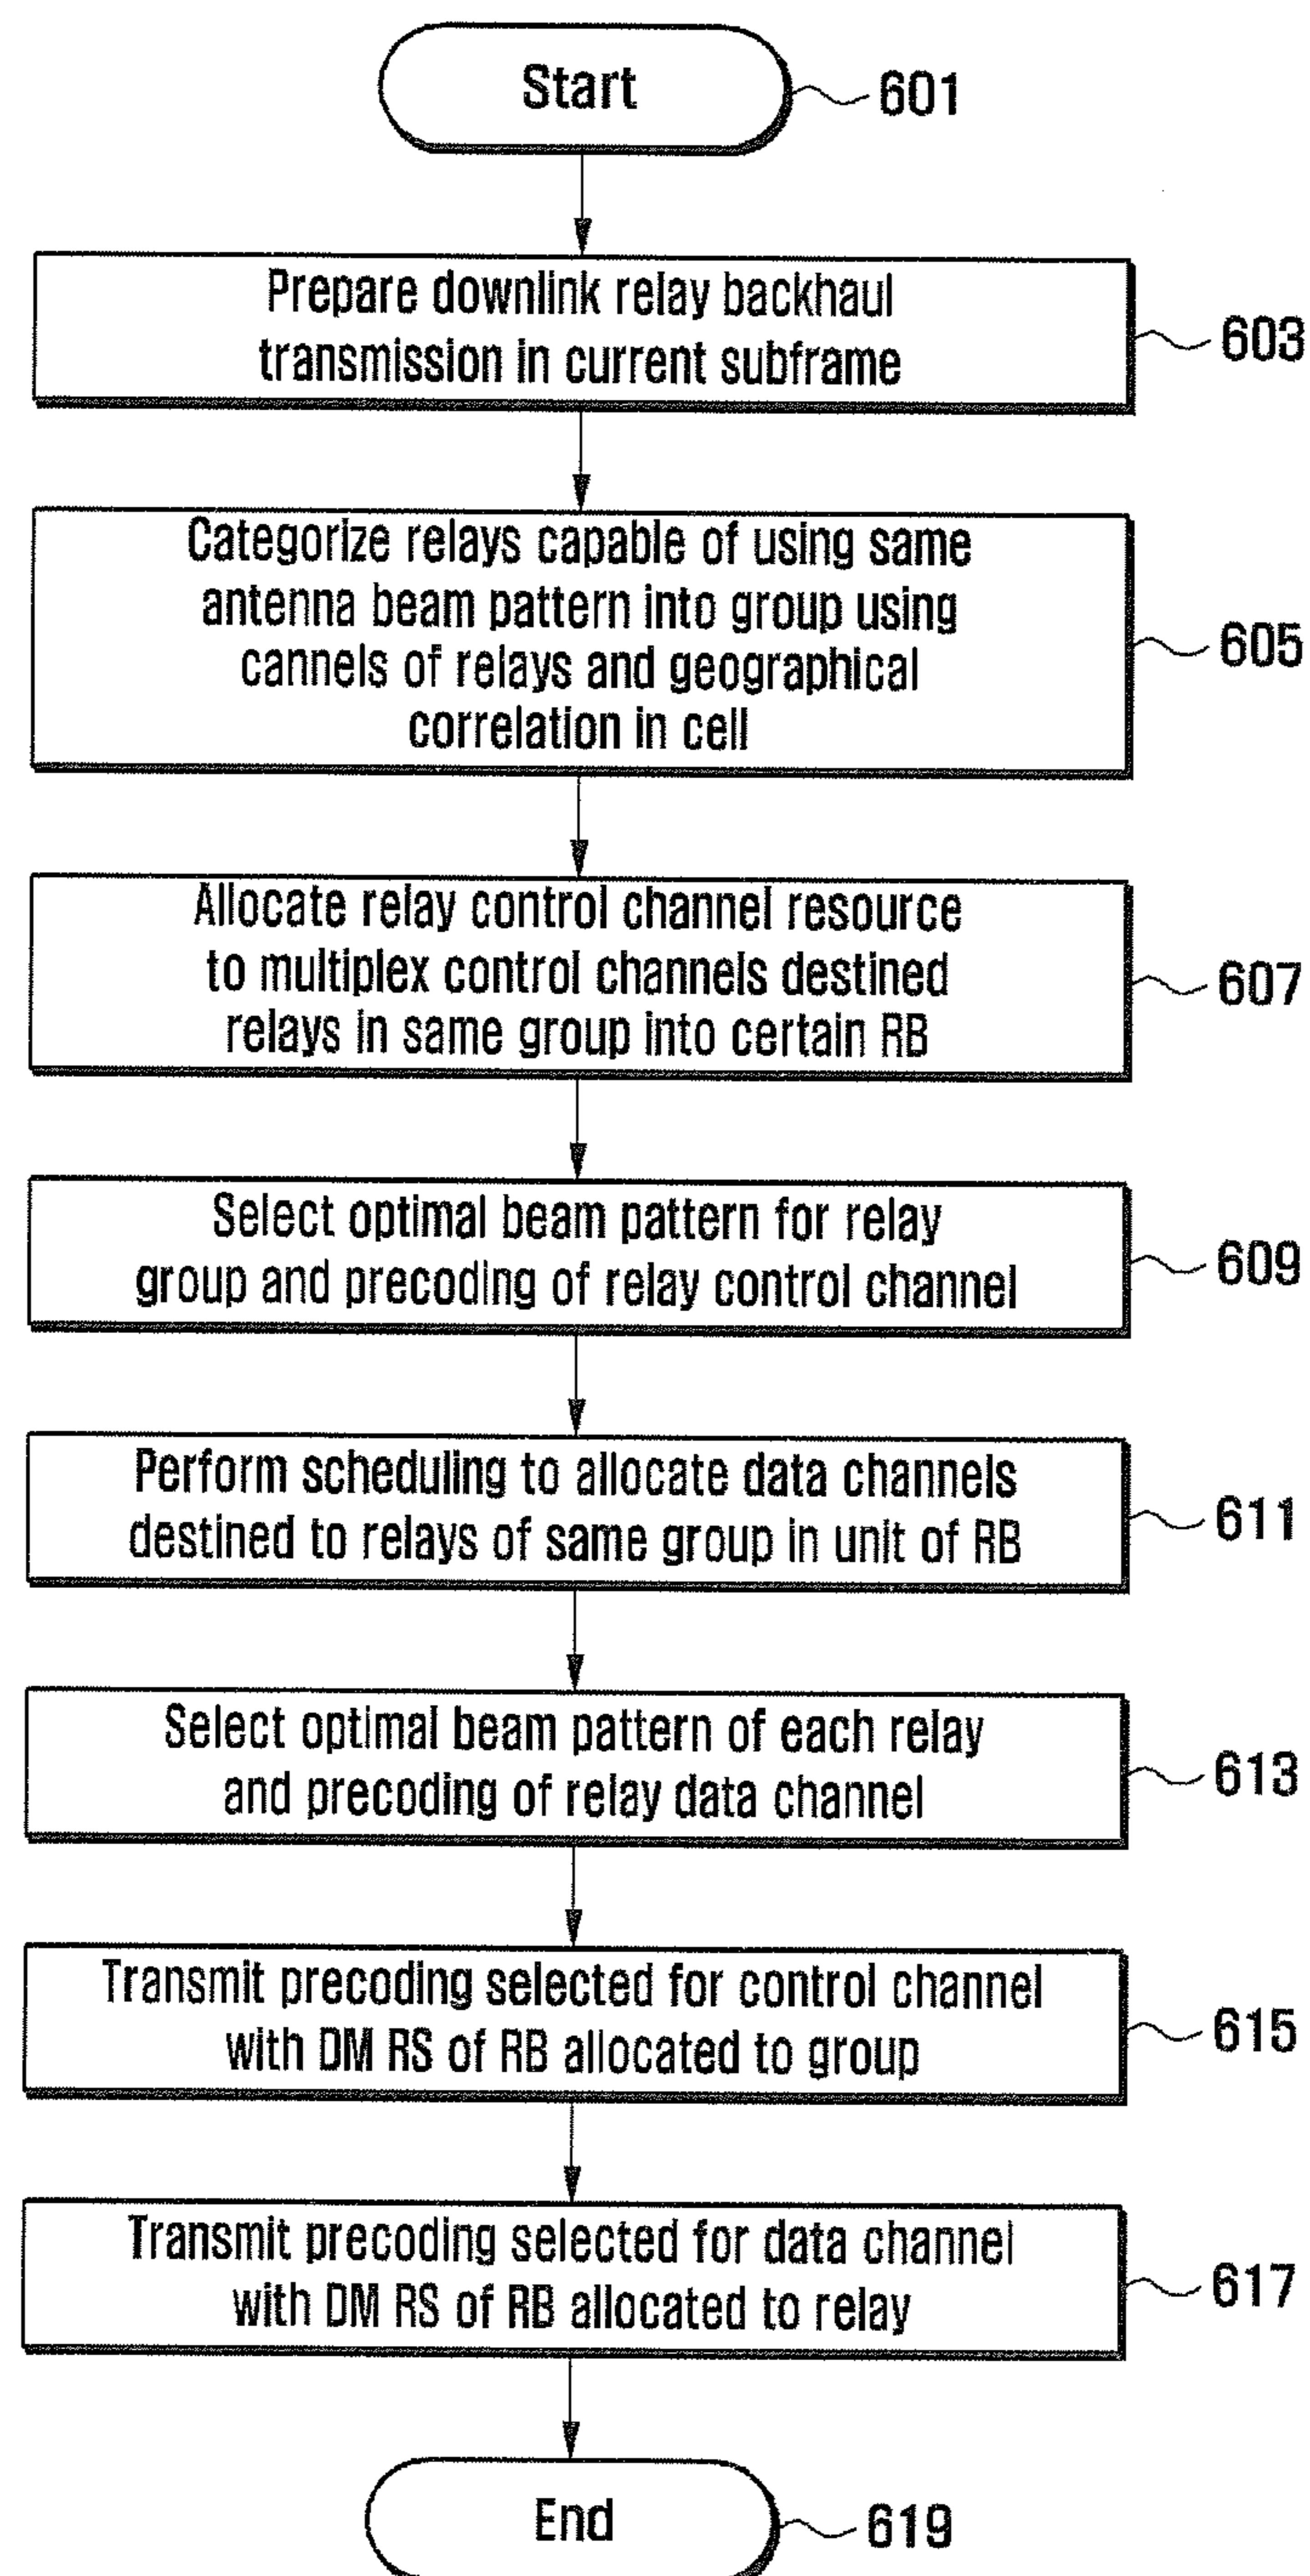 Start
601
Prepare downlink relay backhaul
transmission in current subframe
603
Categorize relays capable of using same
antenna beam pattern into group using
cannels of relays and geographical
correlation in cell
605
Allocate relay control channel resource
to multiplex control channels destined
relays in same group into certain RB
607
Select optimal beam pattern for relay
group and precoding of relay control channel
609
Perform scheduling to allocate data channels
destined to relays of same group in unit of RB
611
Select optimal beam pattern of each relay
and precoding of relay data channel
613
Transmit precoding selected for control channel
with DM RS of RB allocated to group
615
Transmit precoding selected for data channel
with DM RS of RB allocated to relay
617
End
619